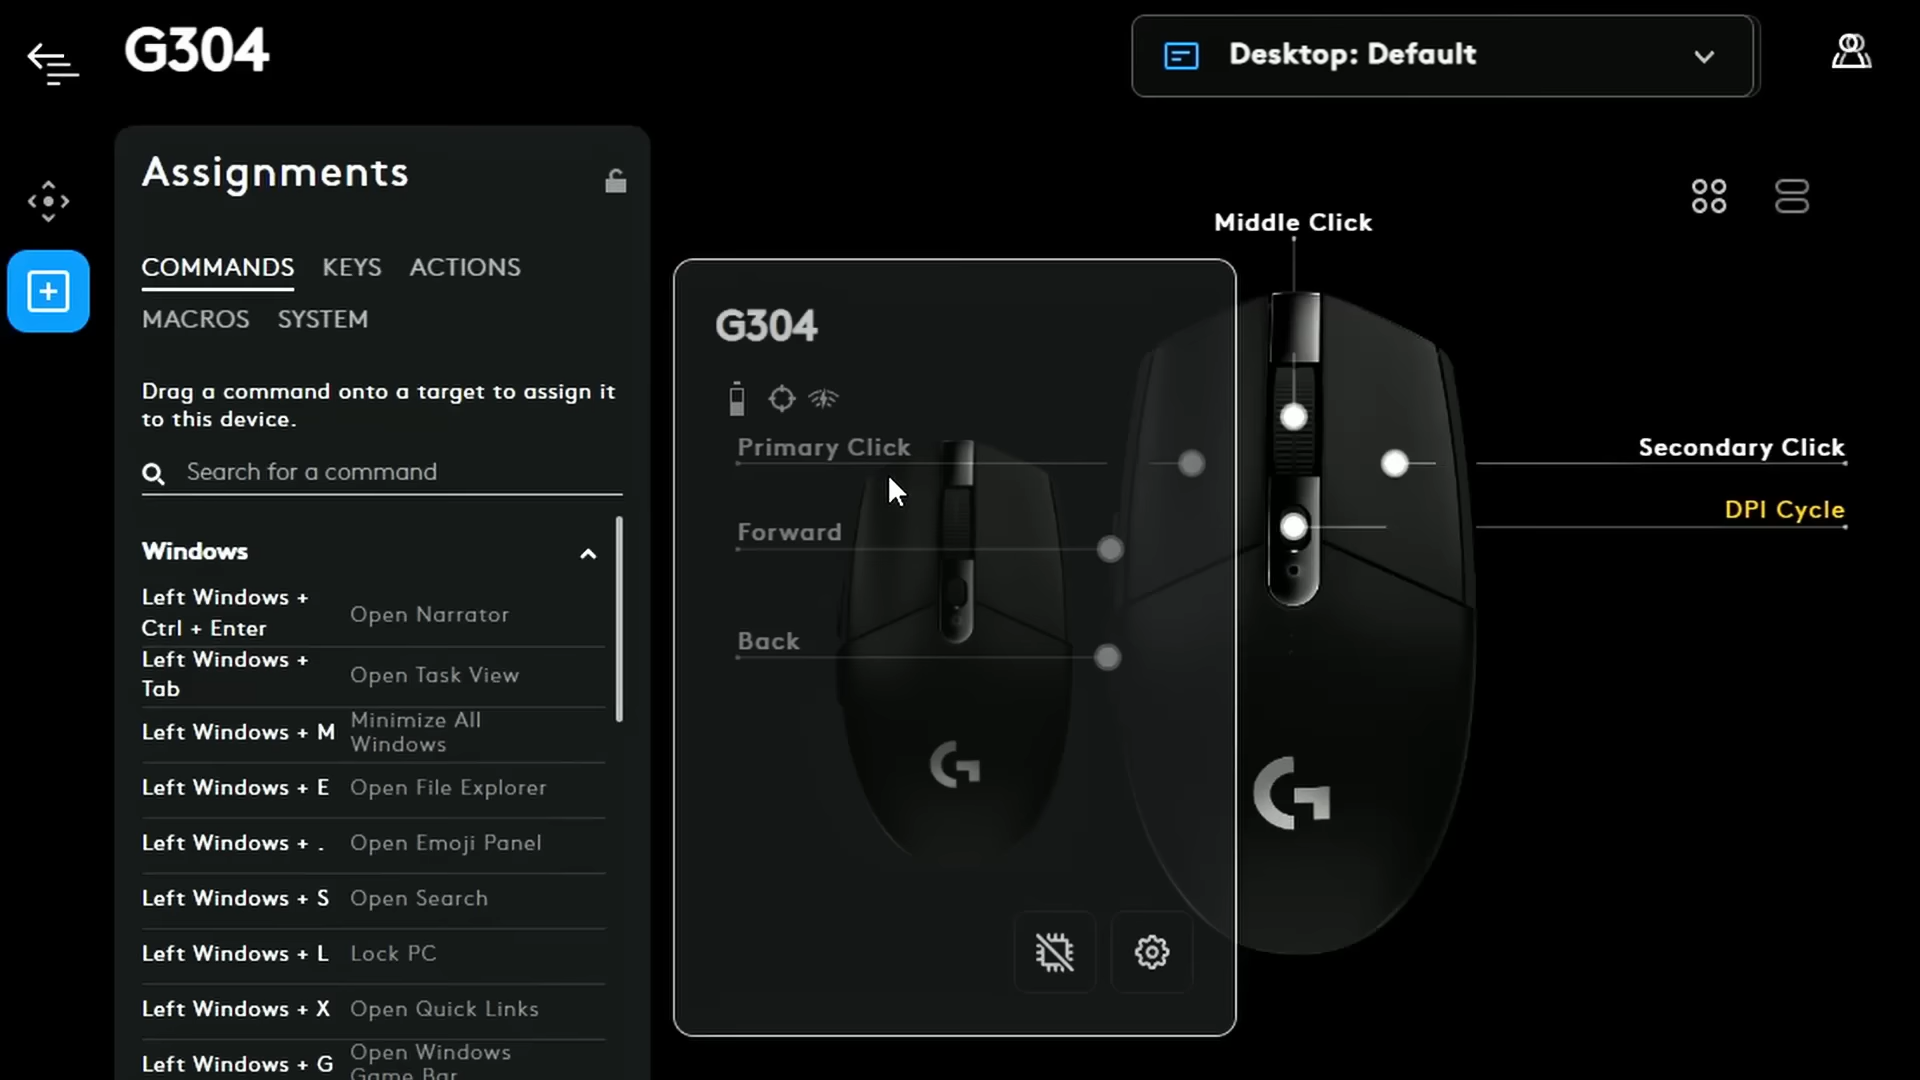 G304
Desktop: Default
Assignments
COMMANDS KEYS ACTIONS
MACROS SYSTEM
Drag a command onto a target to assign it
to this device.
Search for a command
Windows
Left Windows +
Ctrl + Enter
Open Narrator
Left Windows +
Tab
Open Task View
Left Windows + M
Minimize All
Windows
Left Windows + E Open File Explorer
Left Windows + . Open Emoji Panel
Left Windows + S Open Search
Left Windows + L Lock PC
Left Windows + X Open Quick Links
Left Windows + G
Open Windows
Game Bar
G304
Primary Click
Forward
Back
Middle Click
Secondary Click
DPI Cycle